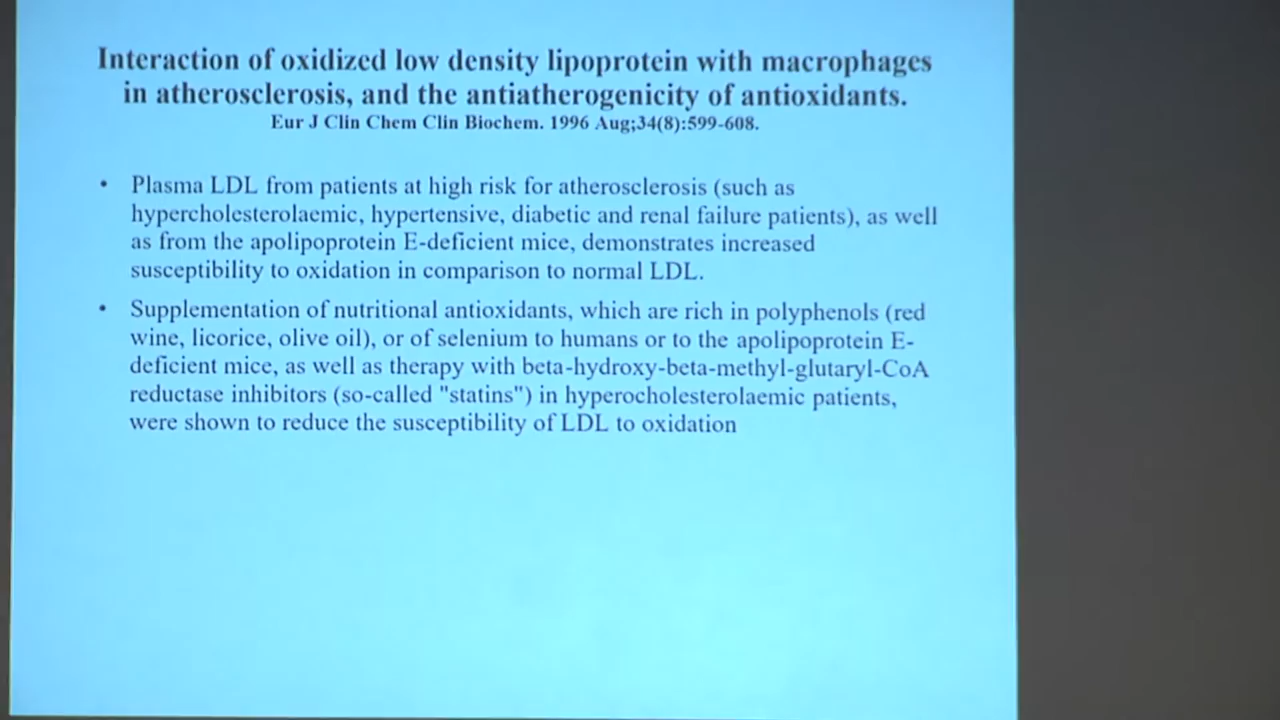 Interaction of oxidized low density lipoprotein with macrophages
in atherosclerosis, and the antiatherogenicity of antioxidants.
Eur J Clin Chem Clin Biochem. 1996 Aug;34(8):599-608.
• Plasma LDL from patients at high risk for atherosclerosis (such as
hypercholesterolaemic, hypertensive, diabetic and renal failure patients), as well
as from the apolipoprotein E-deficient mice, demonstrates increased
susceptibility to oxidation in comparison to normal LDL.
• Supplementation of nutritional antioxidants, which are rich in polyphenols (red
wine, licorice, olive oil), or of selenium to humans or to the apolipoprotein E-
deficient mice, as well as therapy with beta-hydroxy-beta-methyl-glutaryl-CoA
reductase inhibitors (so-called "statins") in hyperocholesterolaemic patients,
were shown to reduce the susceptibility of LDL to oxidation